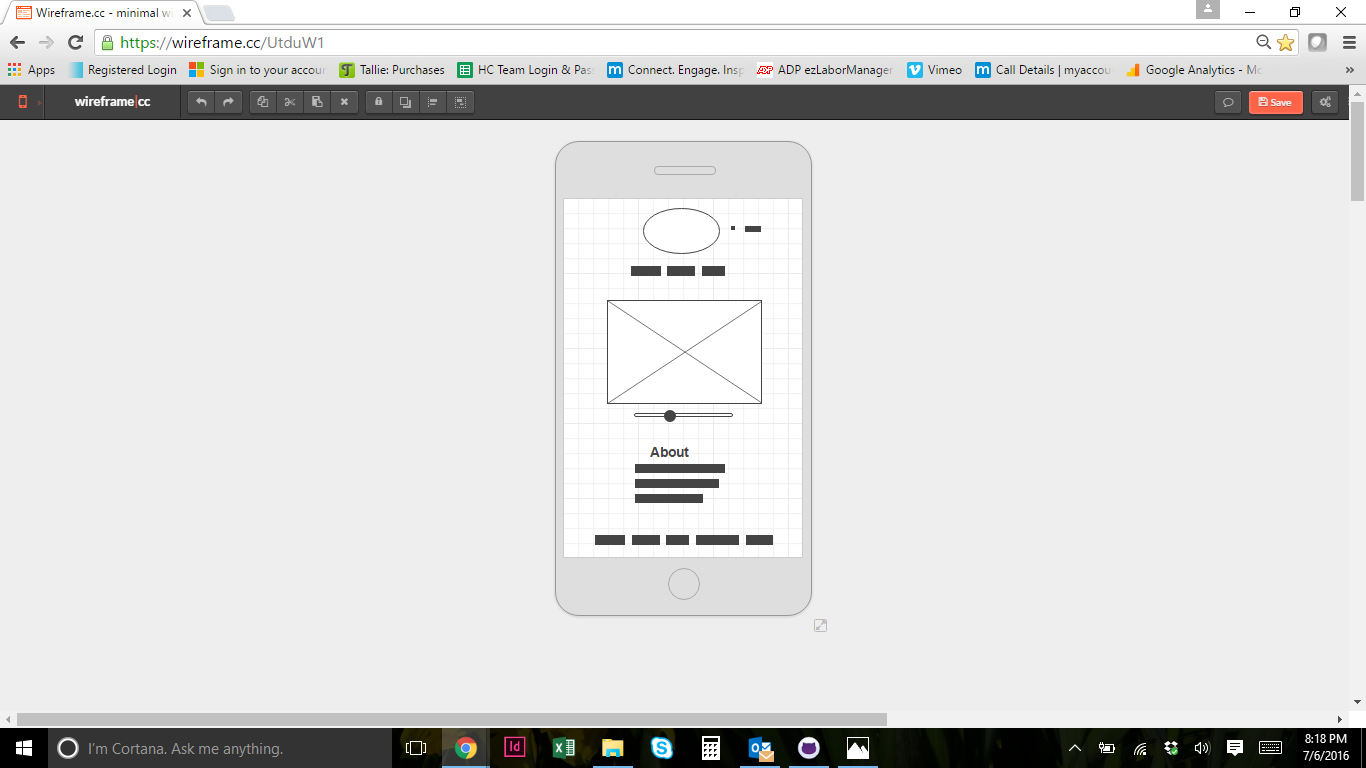 Wireframe.cc - minimal w
https://wireframe.cc/UtduW1
Apps
Registered Login
Sign in to your accour
Tallie: Purchases
HC Team Login & Pas
Connect. Engage. Insp
ADP ezLaborManager
Vimeo
Call Details | myaccou
Google Analytics - Mo
wireframe|cc
Save
About
I'm Cortana. Ask me anything.
8:18 PM
7/6/2016